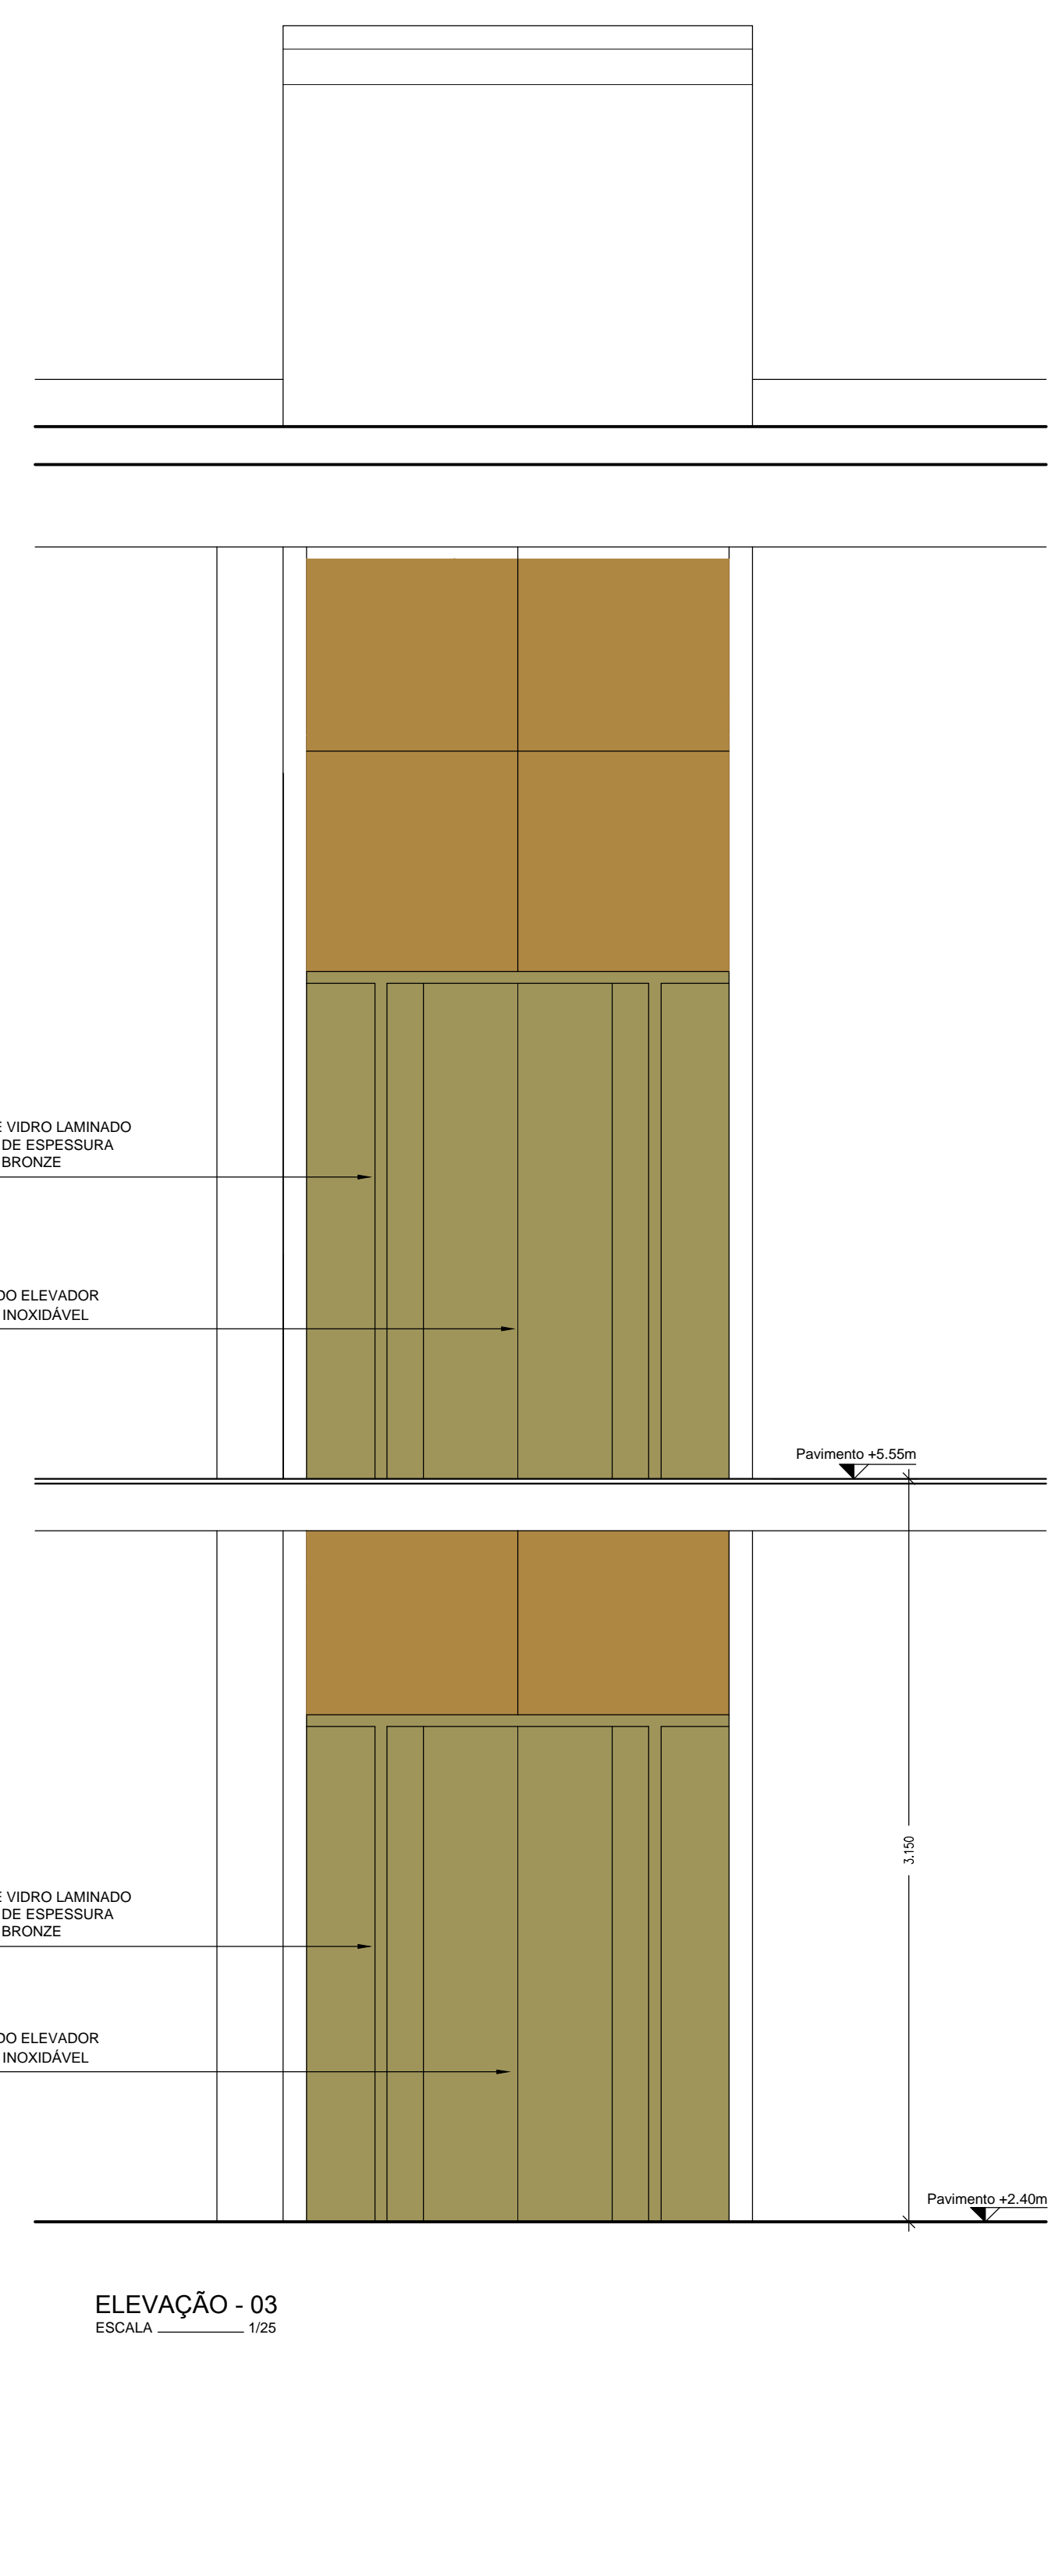 VIDRO LAMINADO
DE ESPESSURA
BRONZE
DO ELEVADOR
INOXIDÁVEL
Pavimento +5.55m
3.150
VIDRO LAMINADO
DE ESPESSURA
BRONZE
DO ELEVADOR
INOXIDÁVEL
Pavimento +2.40m
ELEVAÇÃO - 03
ESCALA 1/25